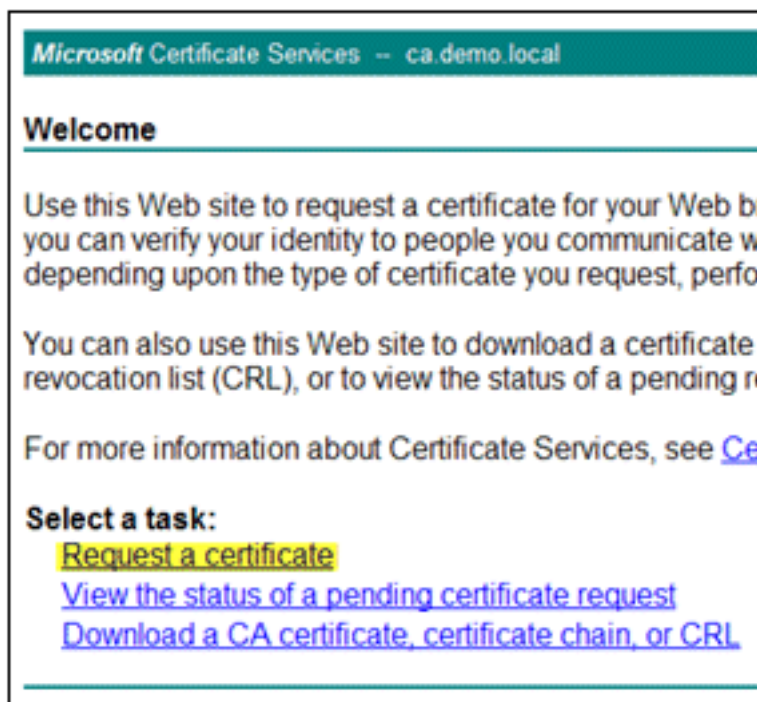 Microsoft Certificate Services -- ca.demo.local
Welcome
Use this Web site to request a certificate for your Web
you can verify your identity to people you communicate
depending upon the type of certificate you request,
You can also use this Web site to download a certificate
revocation list (CRL), or to view the status of a pending
For more information about Certificate Services, see
Select a task:
Request a certificate
View the status of a pending certificate request
Download a CA certificate, certificate chain, or CRL